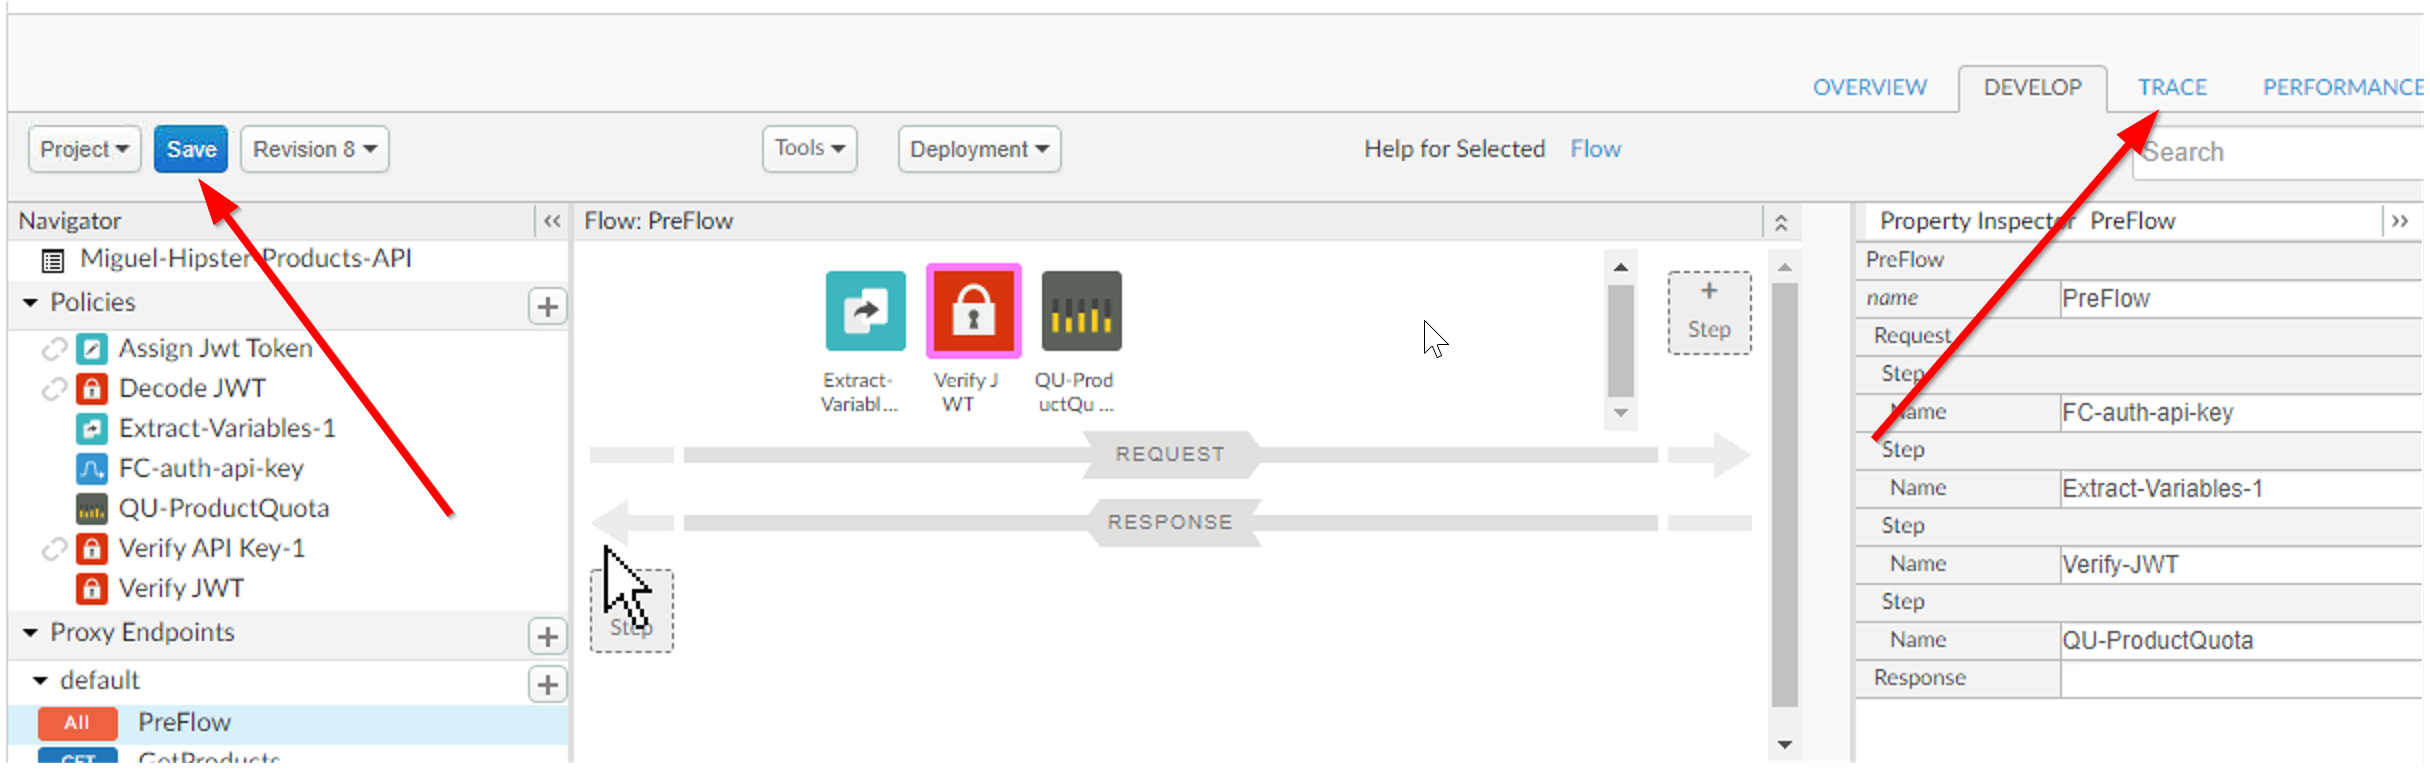 OVERVIEW DEVELOP TRACE PERFORMANCE
Project Save Revision 8 Tools Deployment Help for Selected Flow Search
Navigator
Miguel-Hipster-Products-API
Policies
Assign Jwt Token
Decode JWT
Extract-Variables-1
FC-auth-api-key
QU-ProductQuota
Verify API Key-1
Verify JWT
Proxy Endpoints
default
All PreFlow
GET GetProducts
Flow: PreFlow
Extract-
Variabl ...
Verify J
WT
QU-Prod
uctQu ...
+
Step
REQUEST
RESPONSE
Step
Property Inspector PreFlow
PreFlow
name PreFlow
Request
Step
Name FC-auth-api-key
Step
Name Extract-Variables-1
Step
Name Verify-JWT
Step
Name QU-ProductQuota
Response